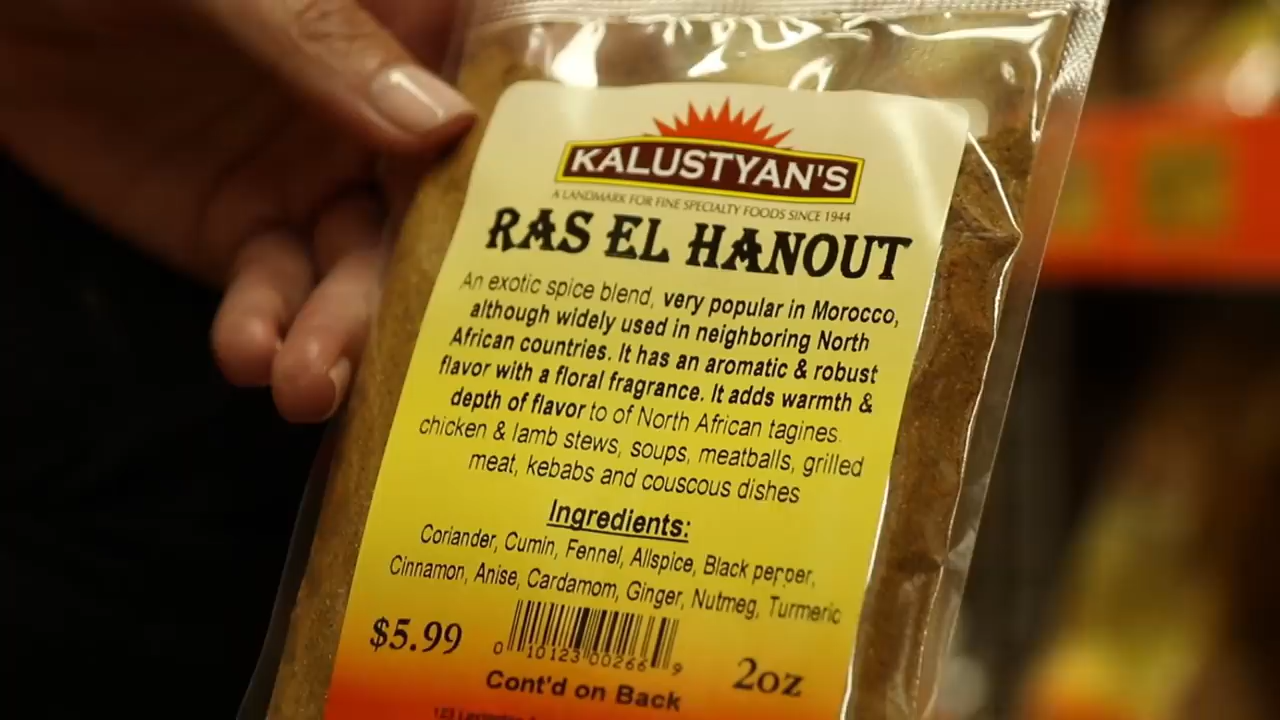 KALUSTYAN'S
A LANDMARK FOR FINE SPECIALTY FOODS SINCE 1944
RAS EL HANOUT
An exotic spice blend, very popular in Morocco,
although widely used in neighboring North
African countries. It has an aromatic & robust
flavor with a floral fragrance. It adds warmth &
depth of flavor to of North African tagines.
chicken & lamb stews, soups, meatballs, grilled
meat, kebabs and couscous dishes
Ingredients:
Coriander, Cumin, Fennel, Allspice, Black pepper,
Cinnamon, Anise, Cardamom, Ginger, Nutmeg, Turmeric
$5.99
0 10123 00266 9
2oz
Cont'd on Back